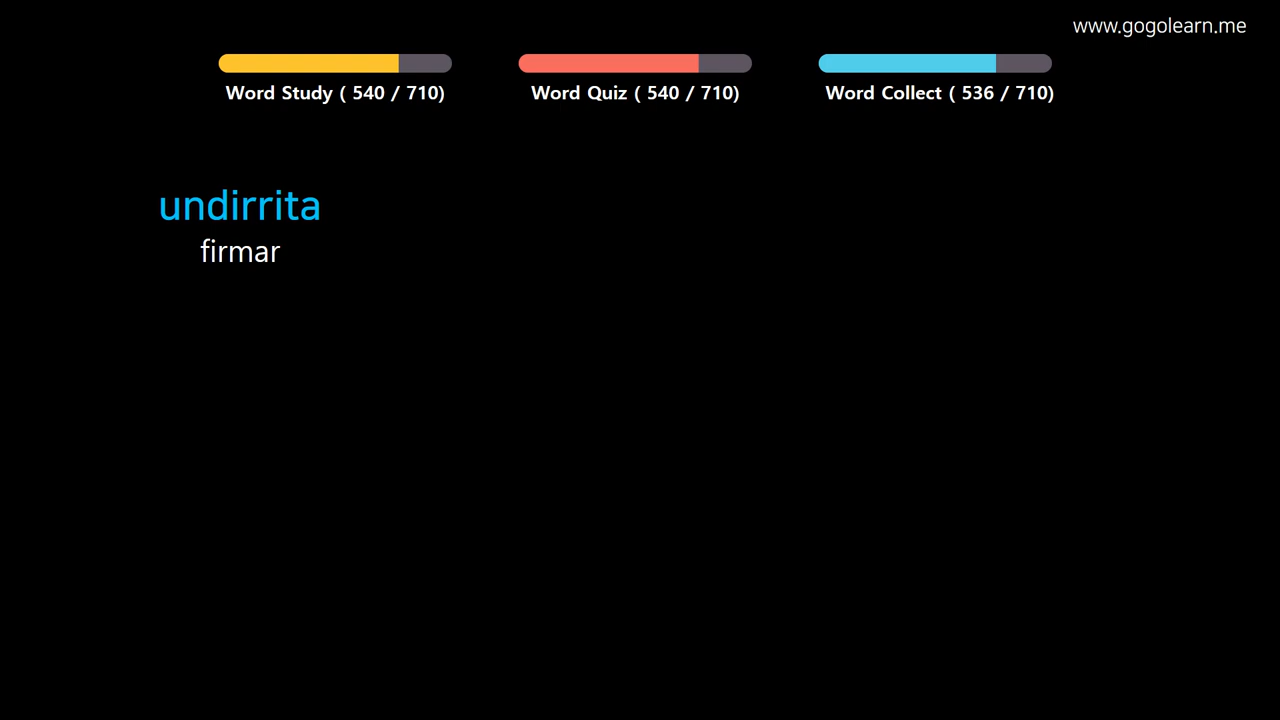 www.gogolearn.me
Word Study ( 540 / 710)
Word Quiz ( 540 / 710)
Word Collect ( 536 / 710)
undirrita
firmar